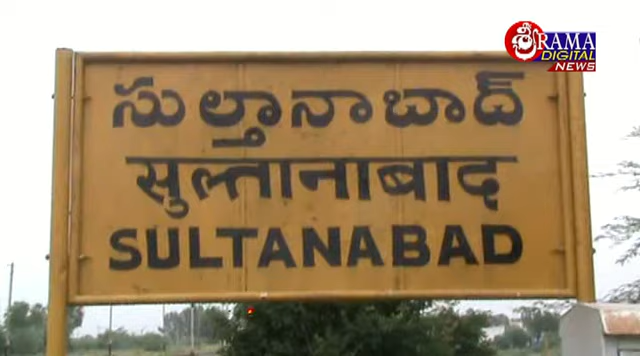 శ్రీRAMA
DIGITAL
NEWS
సుల్తానాబాద్
सुल्तानाबाद
SULTANABAD